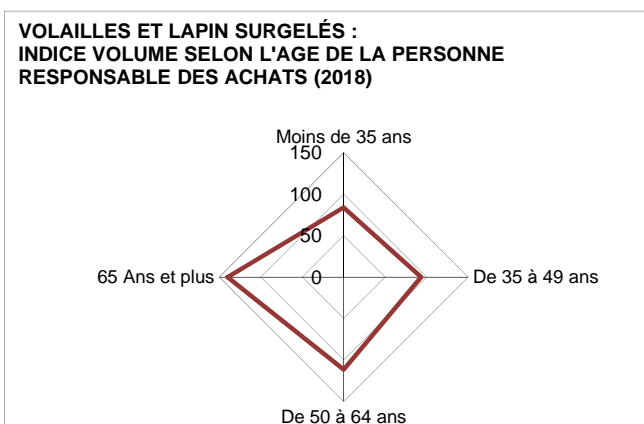 VOLAILLES ET LAPIN SURGELÉS :
INDICE VOLUME SELON L'AGE DE LA PERSONNE
RESPONSABLE DES ACHATS (2018)
Moins de 35 ans
150
100
50
65 Ans et plus
0
De 35 à 49 ans
De 50 à 64 ans